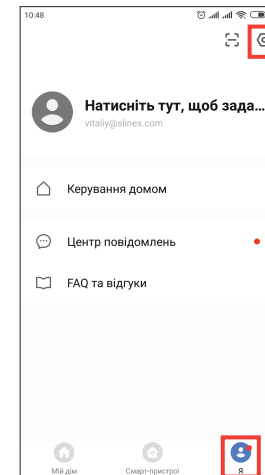 10:48
Натисніть тут, щоб зада...
vitaliy@slinex.com
Керування домом
Центр повідомлень
FAQ та відгуки
Мій дім
Смарт-пристрої
Я